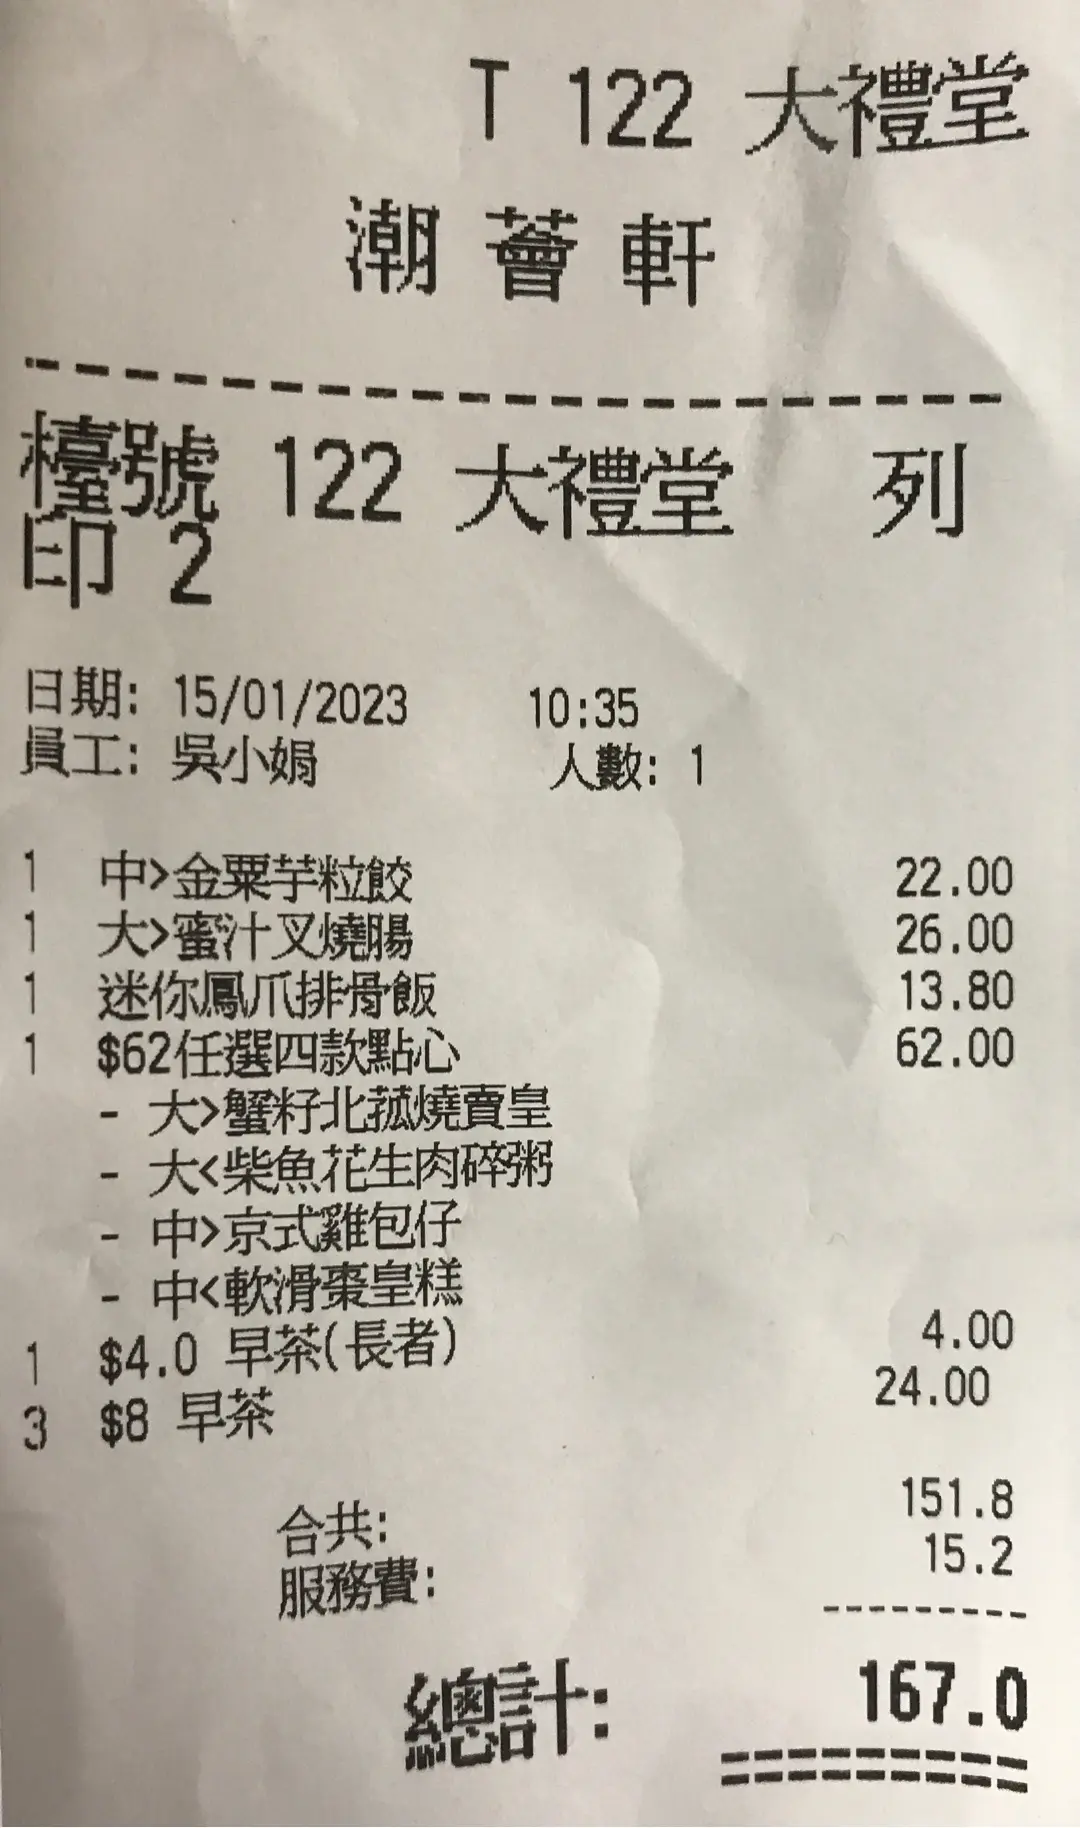 T 122 大禮堂
潮薈軒
檯號 122 大禮堂 列
印 2
日期: 15/01/2023 10:35
員工: 吳小娟 人數: 1
1 中>金粟芋粒餃 22.00
1 大>蜜汁叉燒腸 26.00
1 迷你鳳爪排骨飯 13.80
1 $62任選四款點心 62.00
- 大>蟹籽北菰燒賣皇
- 大<柴魚花生肉碎粥
- 中>京式雞包仔
- 中<軟滑棗皇糕
1 $4.0 早茶(長者) 4.00
3 $8 早茶 24.00
合共: 151.8
服務費: 15.2
總計: 167.0